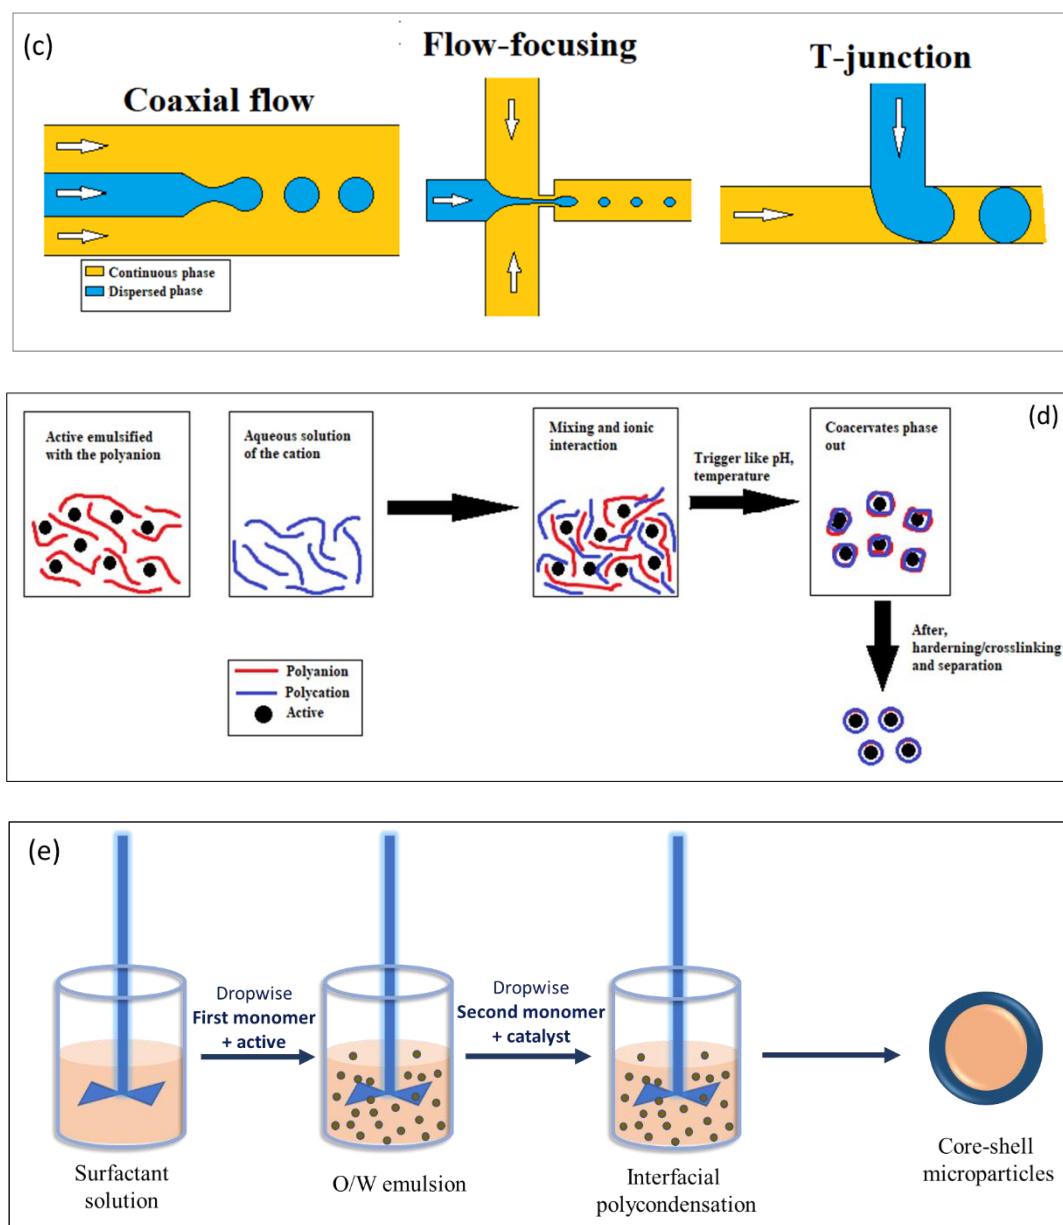 (c)
Flow-focusing
T-junction
Coaxial flow
Continuous phase
Dispersed phase
(d)
Active emulsified
with the polyanion
Aqueous solution
of the cation
Mixing and ionic
interaction
Trigger like pH,
temperature
Coacervates phase
out
After,
harderning/crosslinking
and separation
Polyanion
Polycation
Active
(e)
Dropwise
First monomer
+ active
Dropwise
Second monomer
+ catalyst
Surfactant
solution
O/W emulsion
Interfacial
polycondensation
Core-shell
microparticles